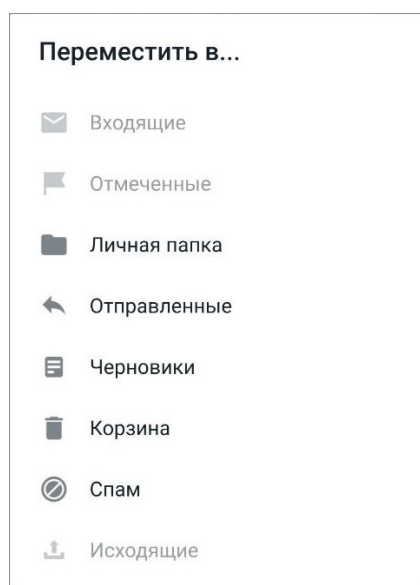 Переместить в...
Входящие
Отмеченные
Личная папка
Отправленные
Черновики
Корзина
Спам
Исходящие